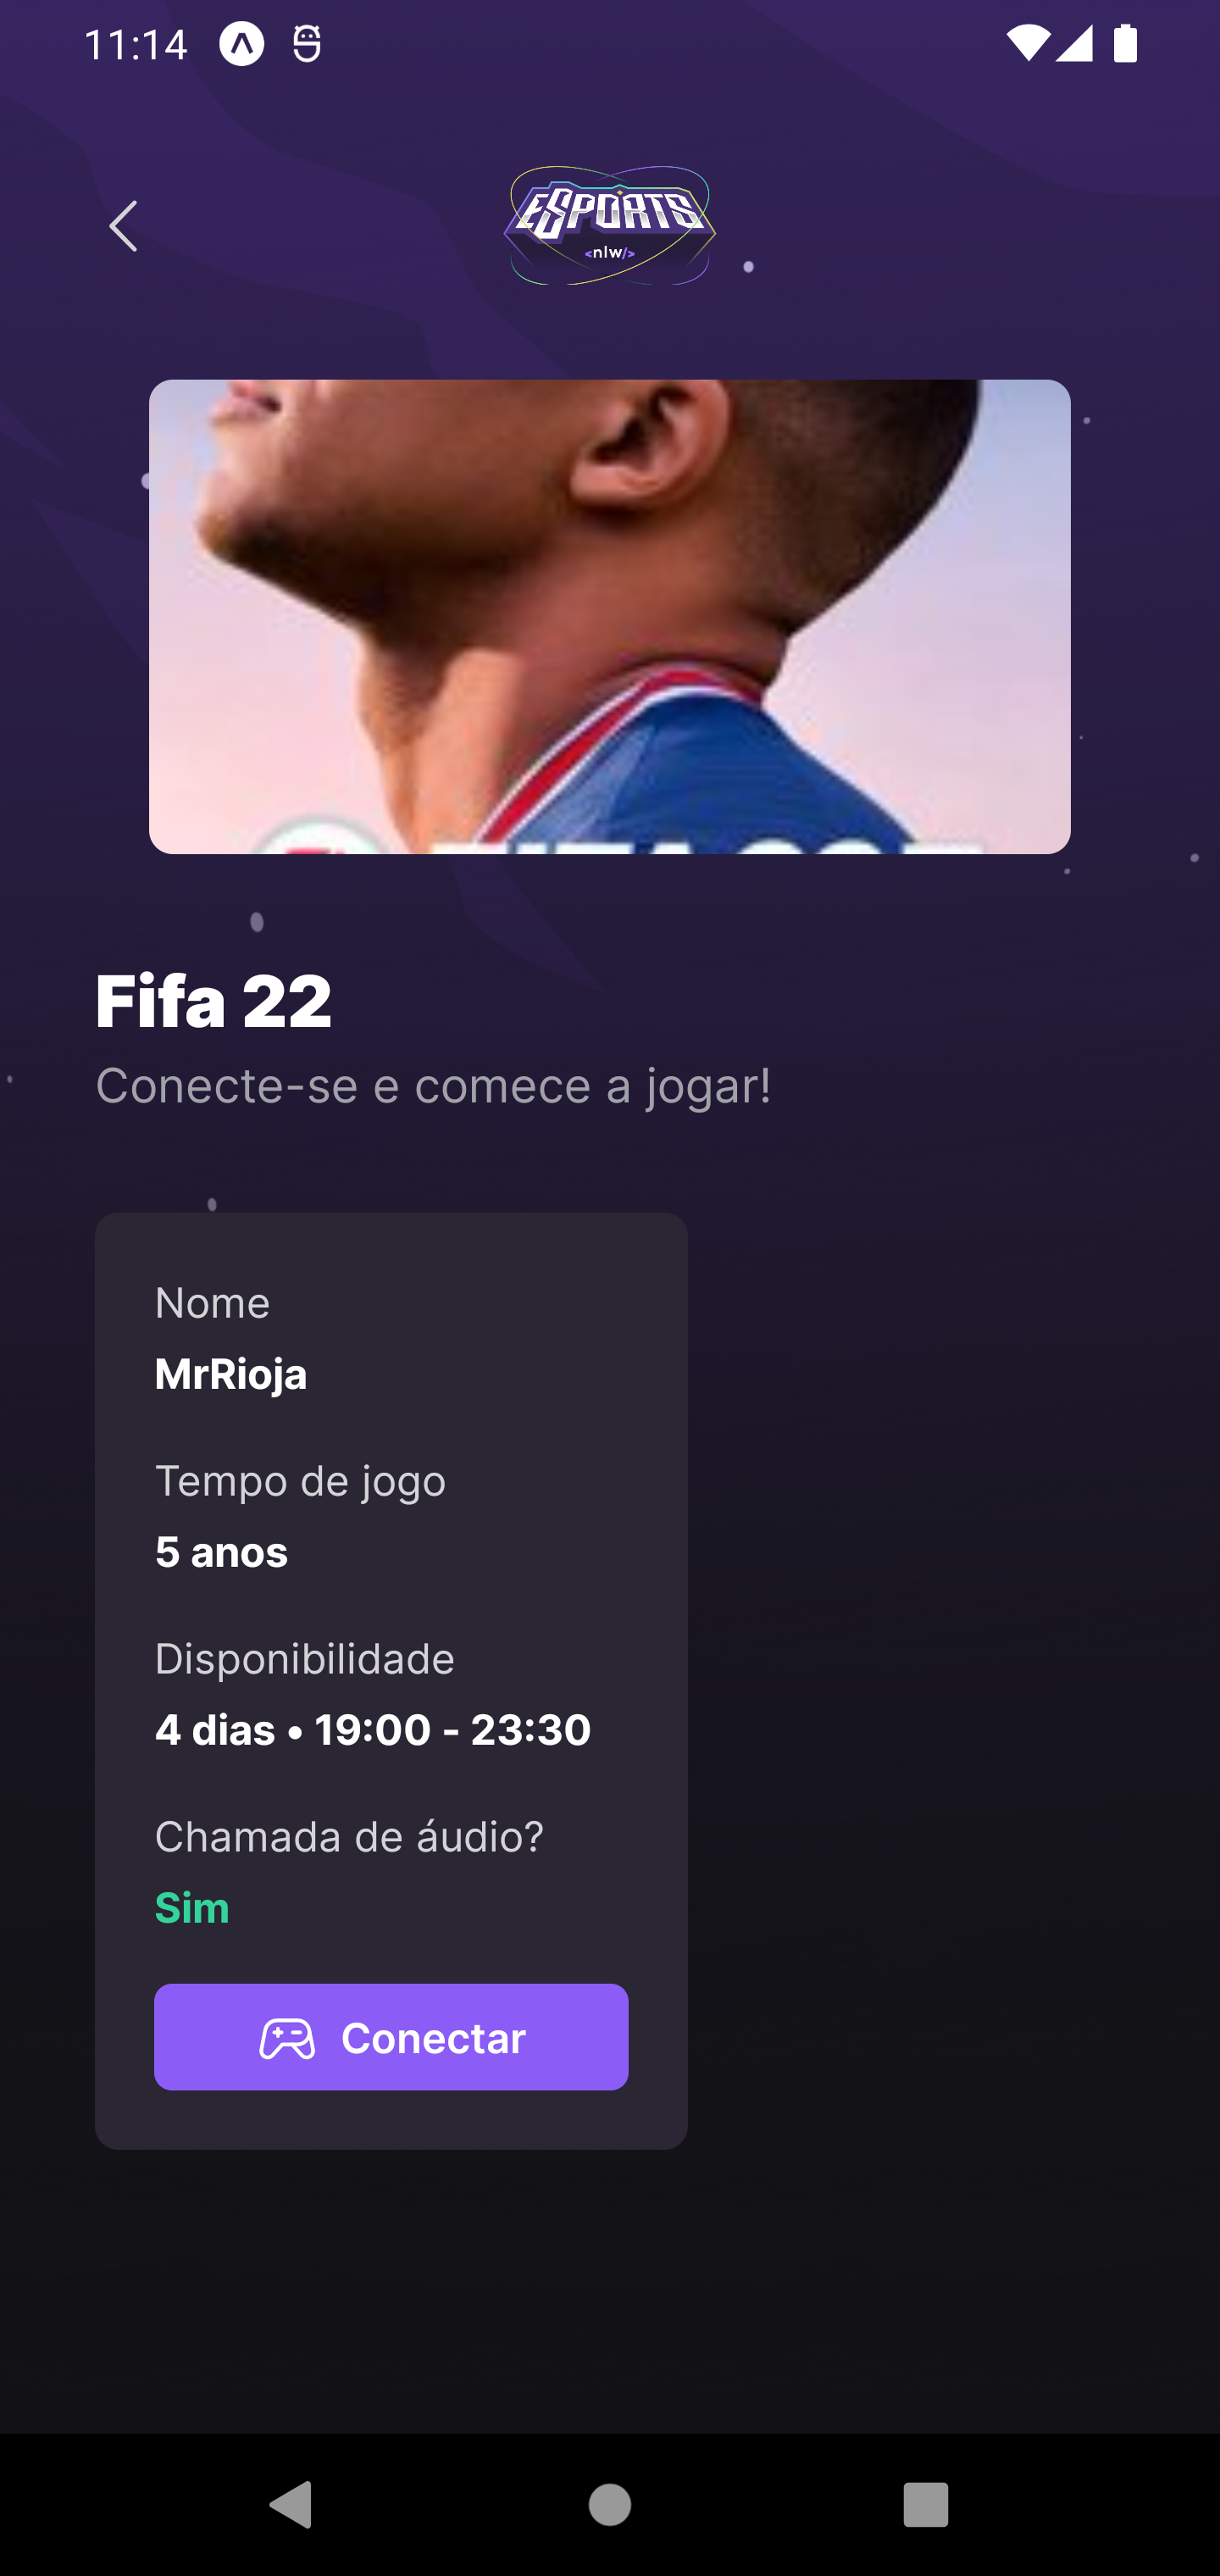 11:14
ESPORTS
<nlw/>
Fifa 22
Conecte-se e comece a jogar!
Nome
MrRioja
Tempo de jogo
5 anos
Disponibilidade
4 dias • 19:00 - 23:30
Chamada de áudio?
Sim
Conectar